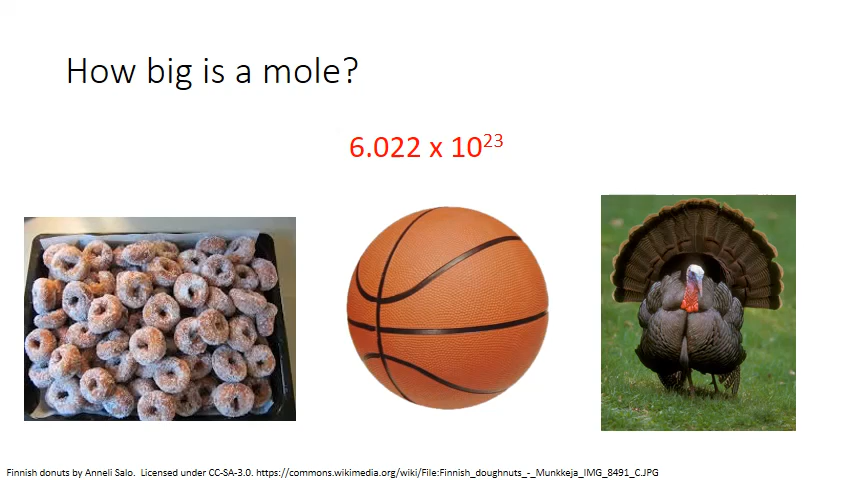 How big is a mole?
6.022 x 10²³
Finnish donuts by Anneli Salo. Licensed under CC-SA-3.0. https://commons.wikimedia.org/wiki/File:Finnish_doughnuts_-_Munkkeja_IMG_8491_C.JPG